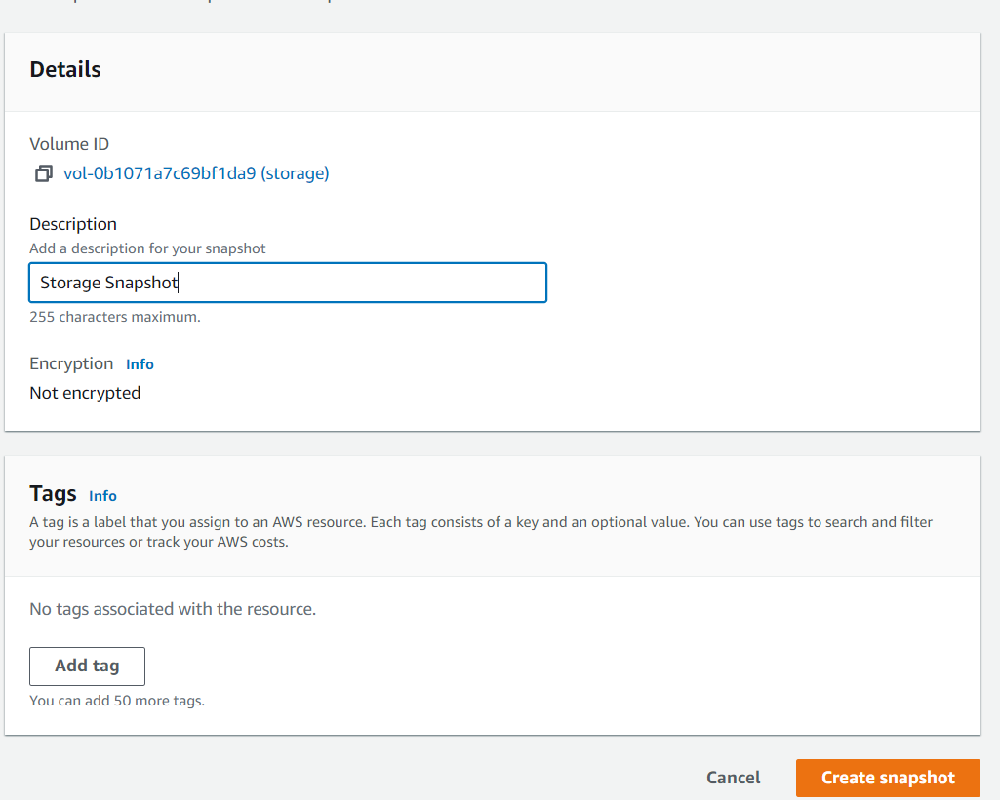 Details
Volume ID
vol-0b1071a7c69bf1da9 (storage)
Description
Add a description for your snapshot
Storage Snapshot
255 characters maximum.
Encryption Info
Not encrypted
Tags Info
A tag is a label that you assign to an AWS resource. Each tag consists of a key and an optional value. You can use tags to search and filter
your resources or track your AWS costs.
No tags associated with the resource.
Add tag
You can add 50 more tags.
Cancel Create snapshot